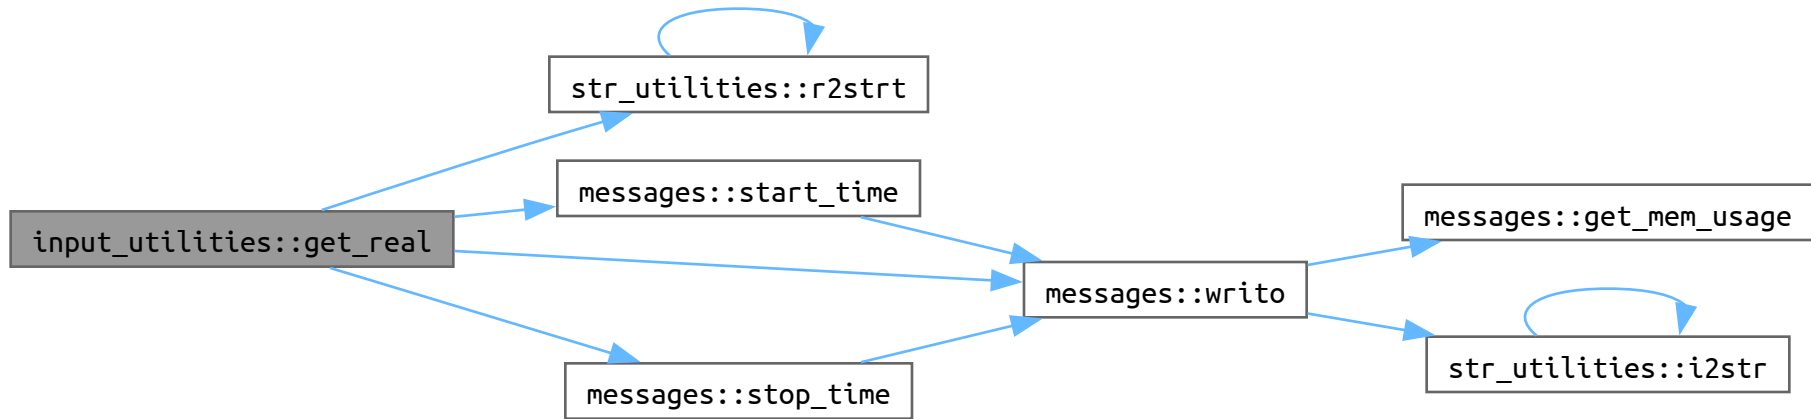 str_utilities::r2strt
messages::start_time
messages::get_mem_usage
input_utilities::get_real
messages::writo
str_utilities::i2str
messages::stop_time